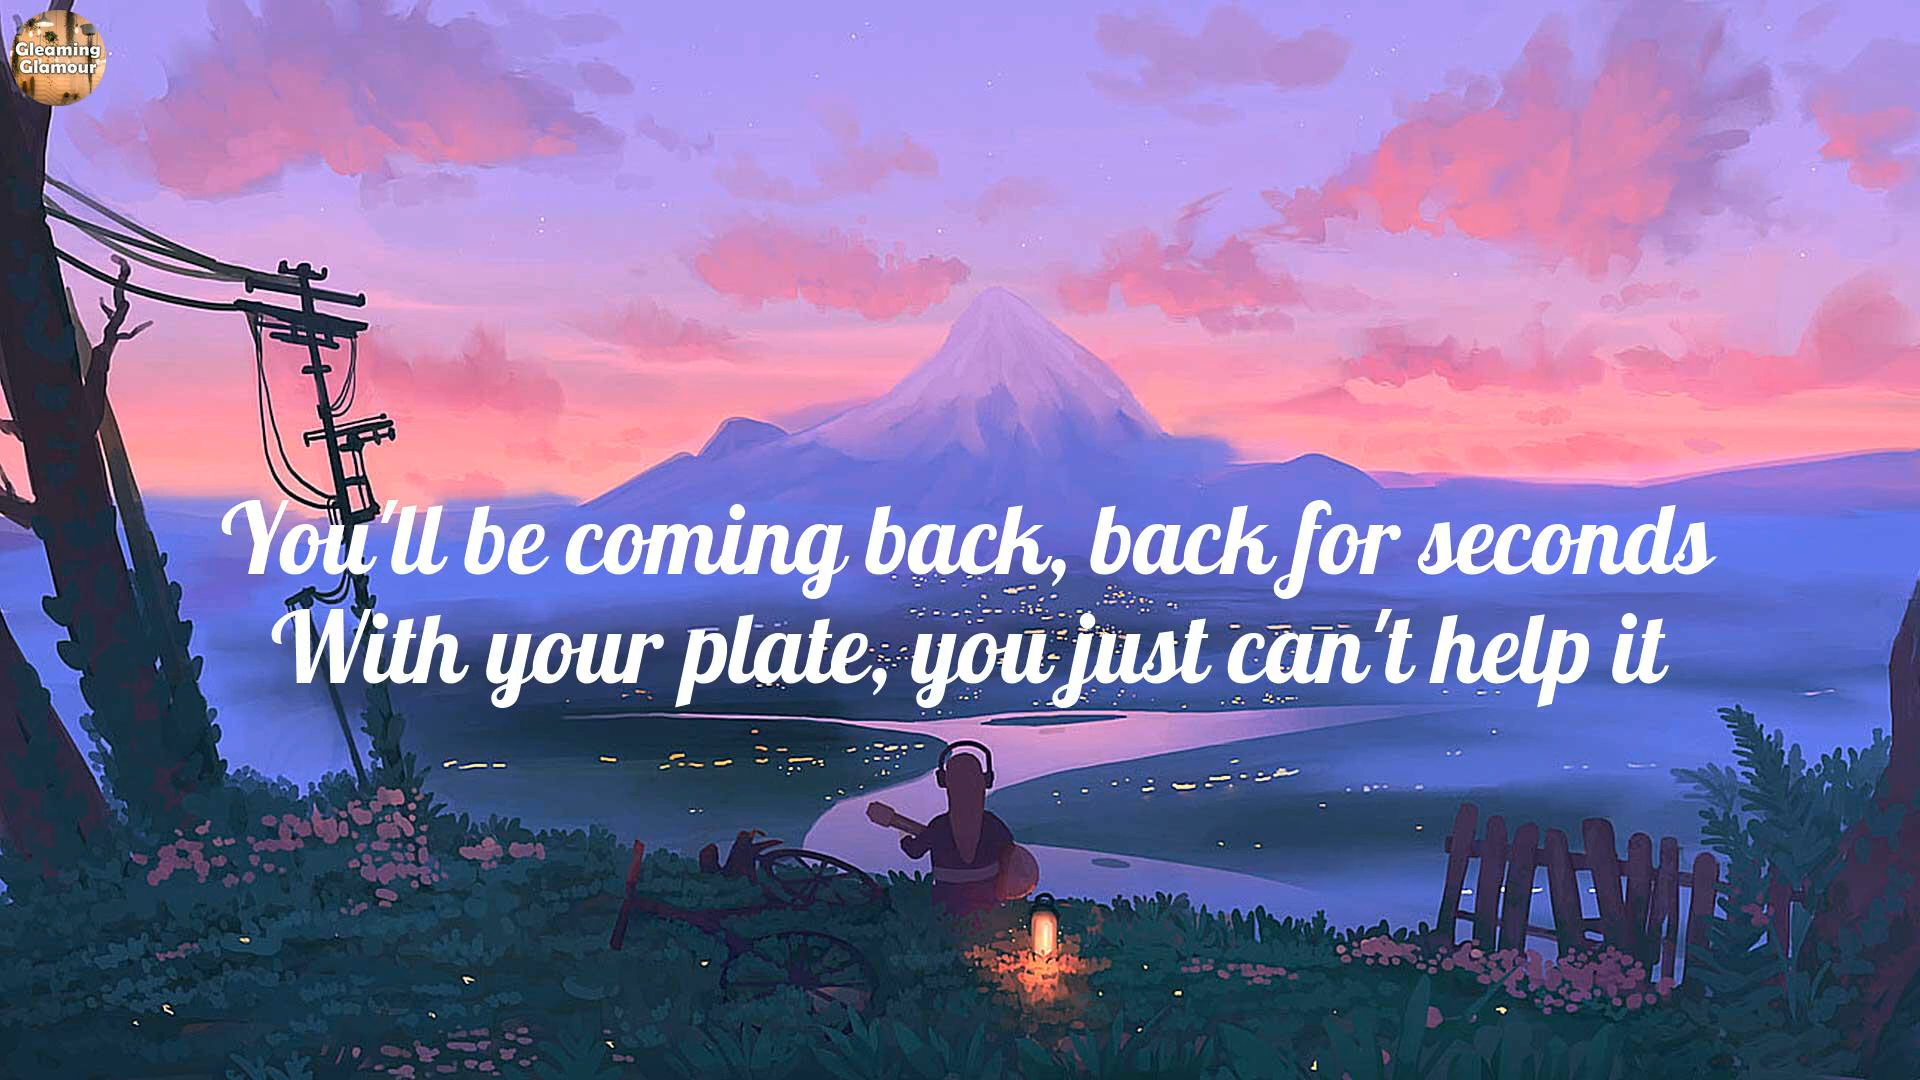 Gleaming
Glamour
You'll be coming back, back for seconds
With your plate, you just can't help it